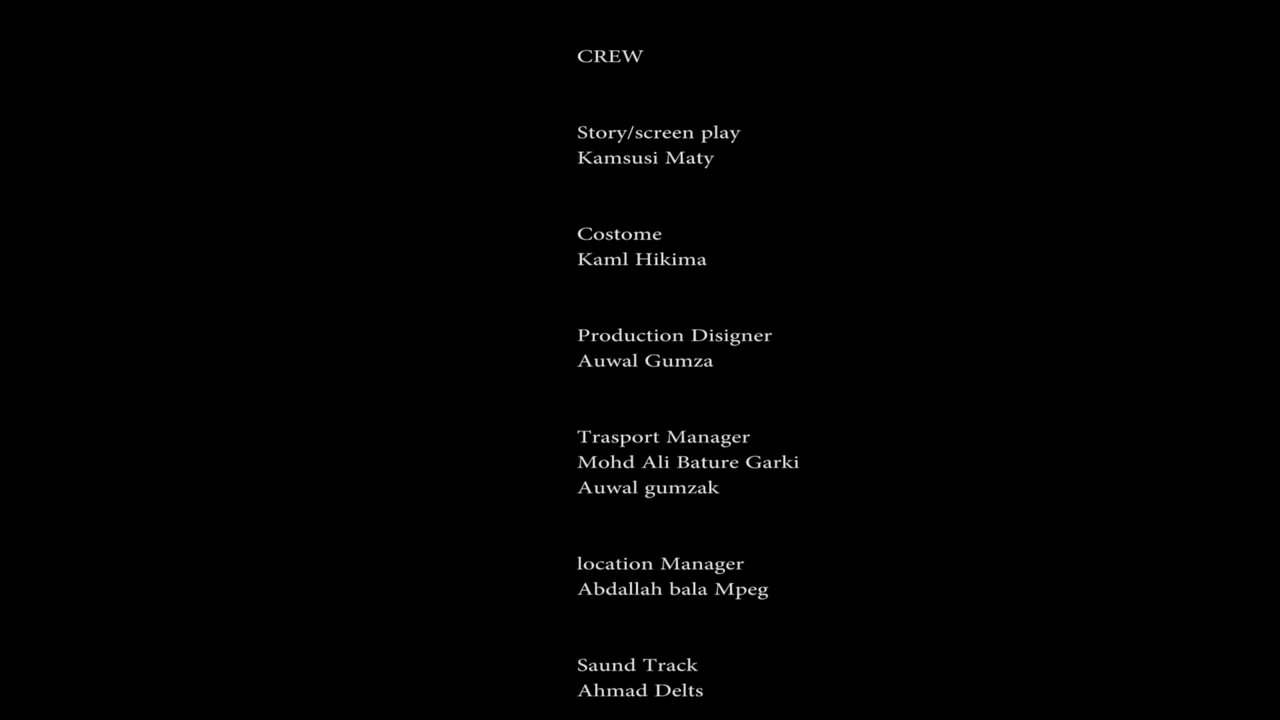 CREW
Story/screen play
Kamsusi Maty
Costome
Kaml Hikima
Production Disigner
Auwal Gumza
Trasport Manager
Mohd Ali Bature Garki
Auwal gumzak
location Manager
Abdallah bala Mpeg
Saund Track
Ahmad Delts